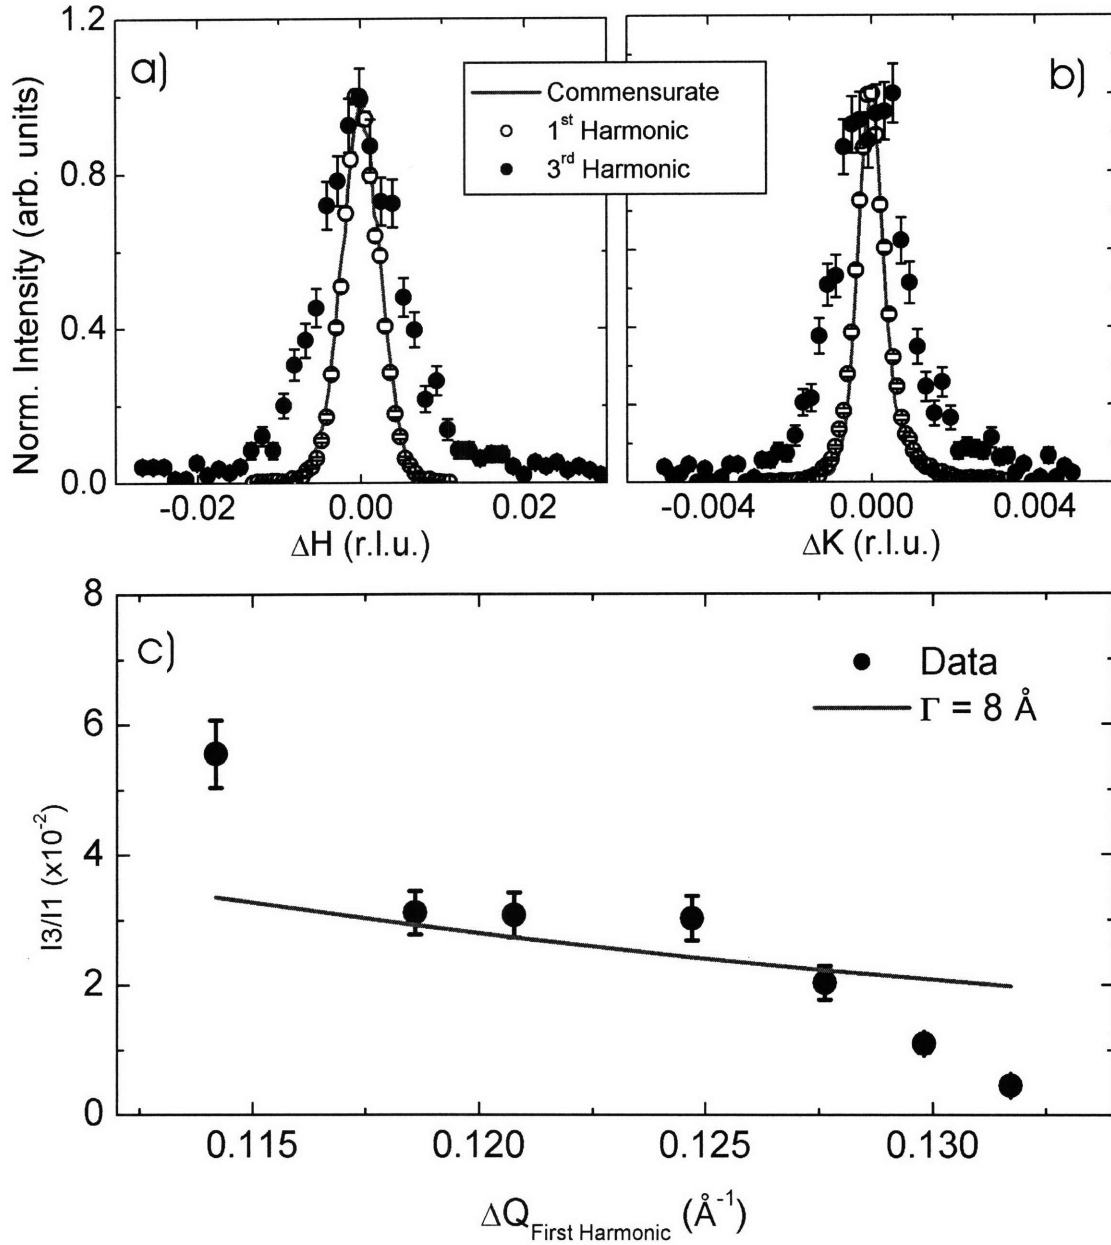 a)
b)
Commensurate
1st Harmonic
3rd Harmonic
Norm. Intensity (arb. units)
1.2
0.8
0.4
0.0
-0.02 0.00 0.02
ΔH (r.l.u.)
-0.004 0.000 0.004
ΔK (r.l.u.)
c)
Data
Γ = 8 Å
I3/I1 (x10-2)
8
6
4
2
0
0.115 0.120 0.125 0.130
ΔQFirst Harmonic (Å-1)